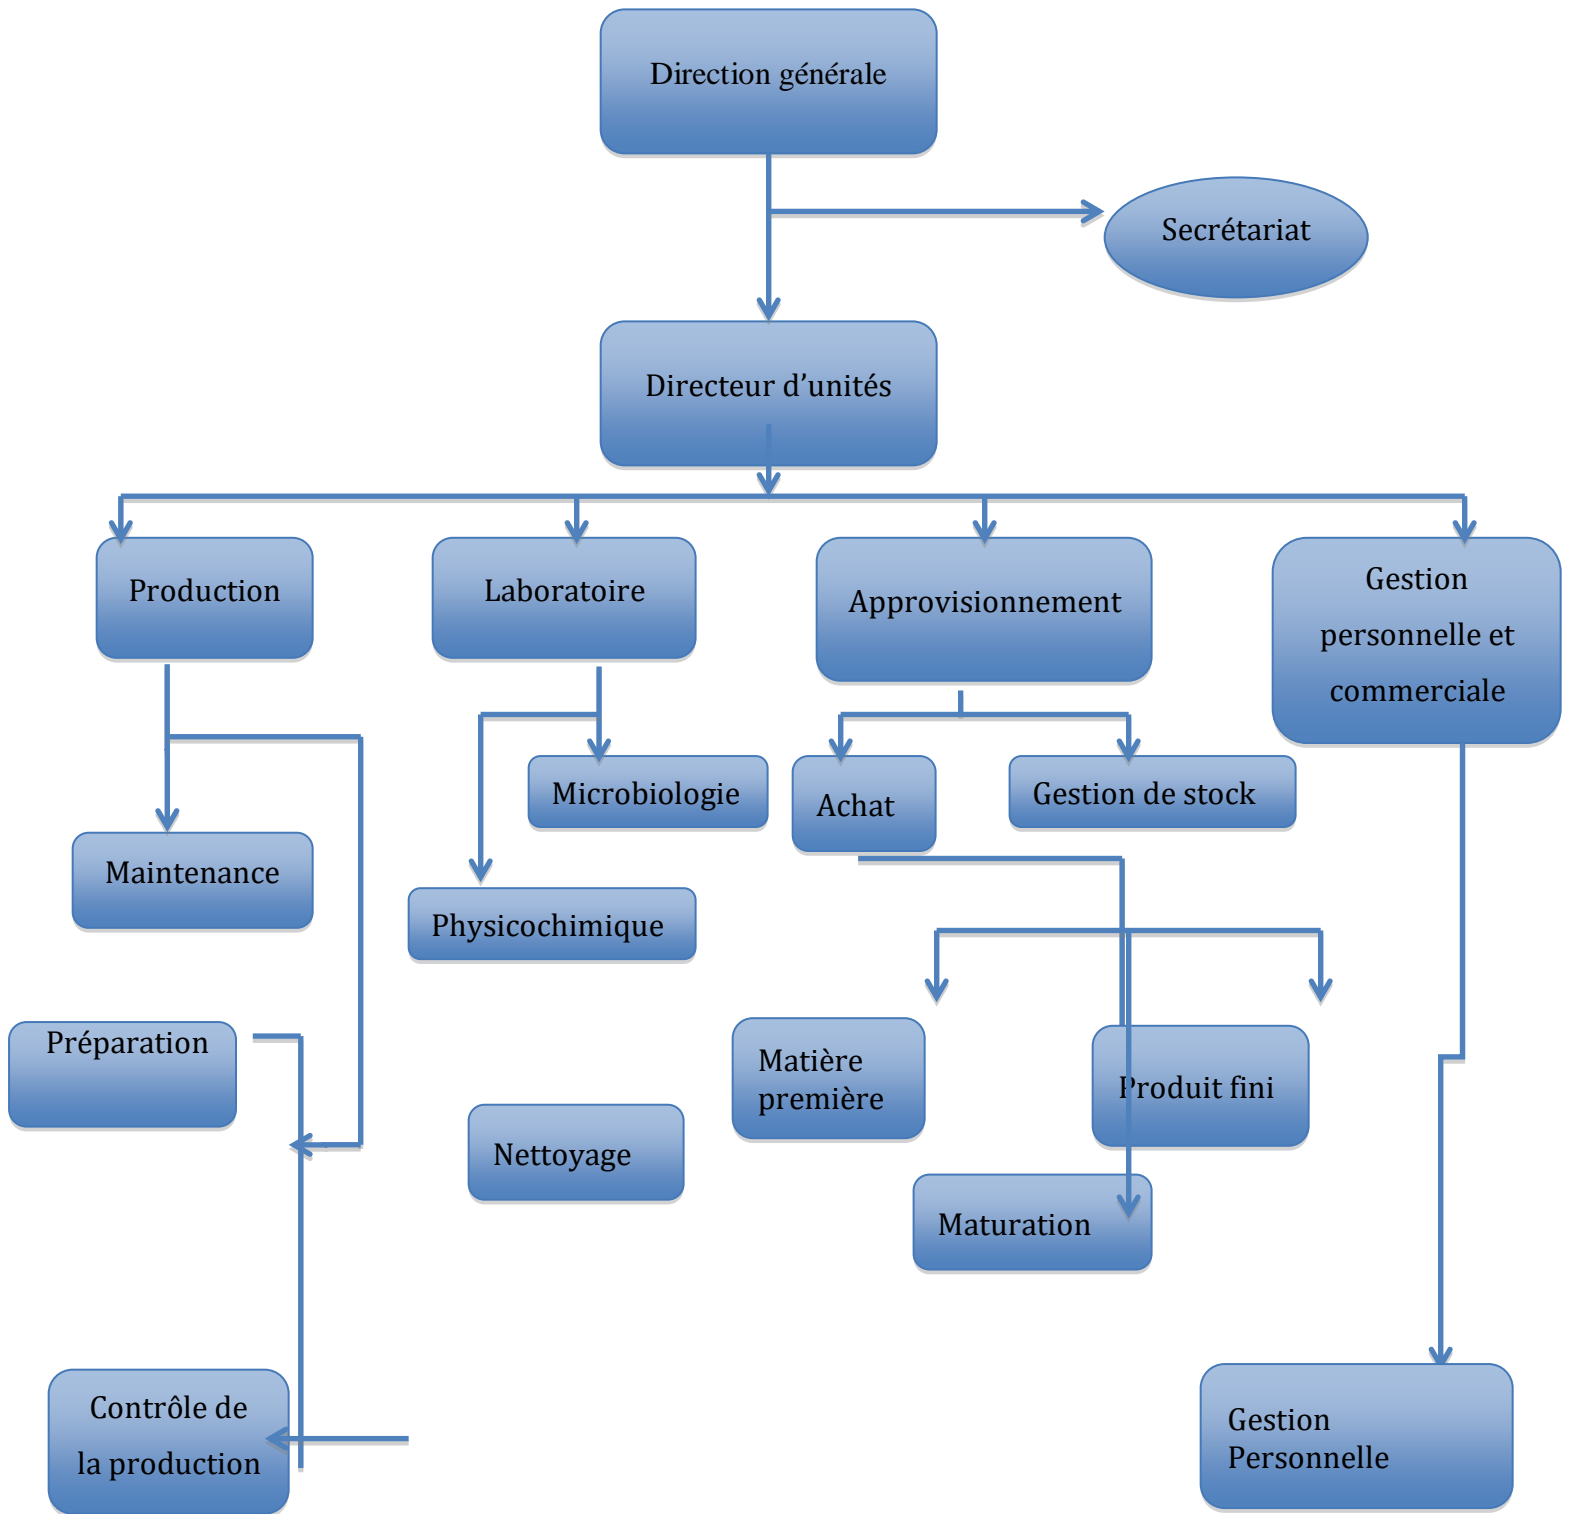 Direction générale
Secrétariat
Directeur d’unités
Production
Laboratoire
Approvisionnement
Gestion
personnelle et
commerciale
Microbiologie
Achat
Gestion de stock
Maintenance
Physicochimique
Préparation
Matière
première
Produit fini
Nettoyage
Maturation
Contrôle de
la production
Gestion
Personnelle